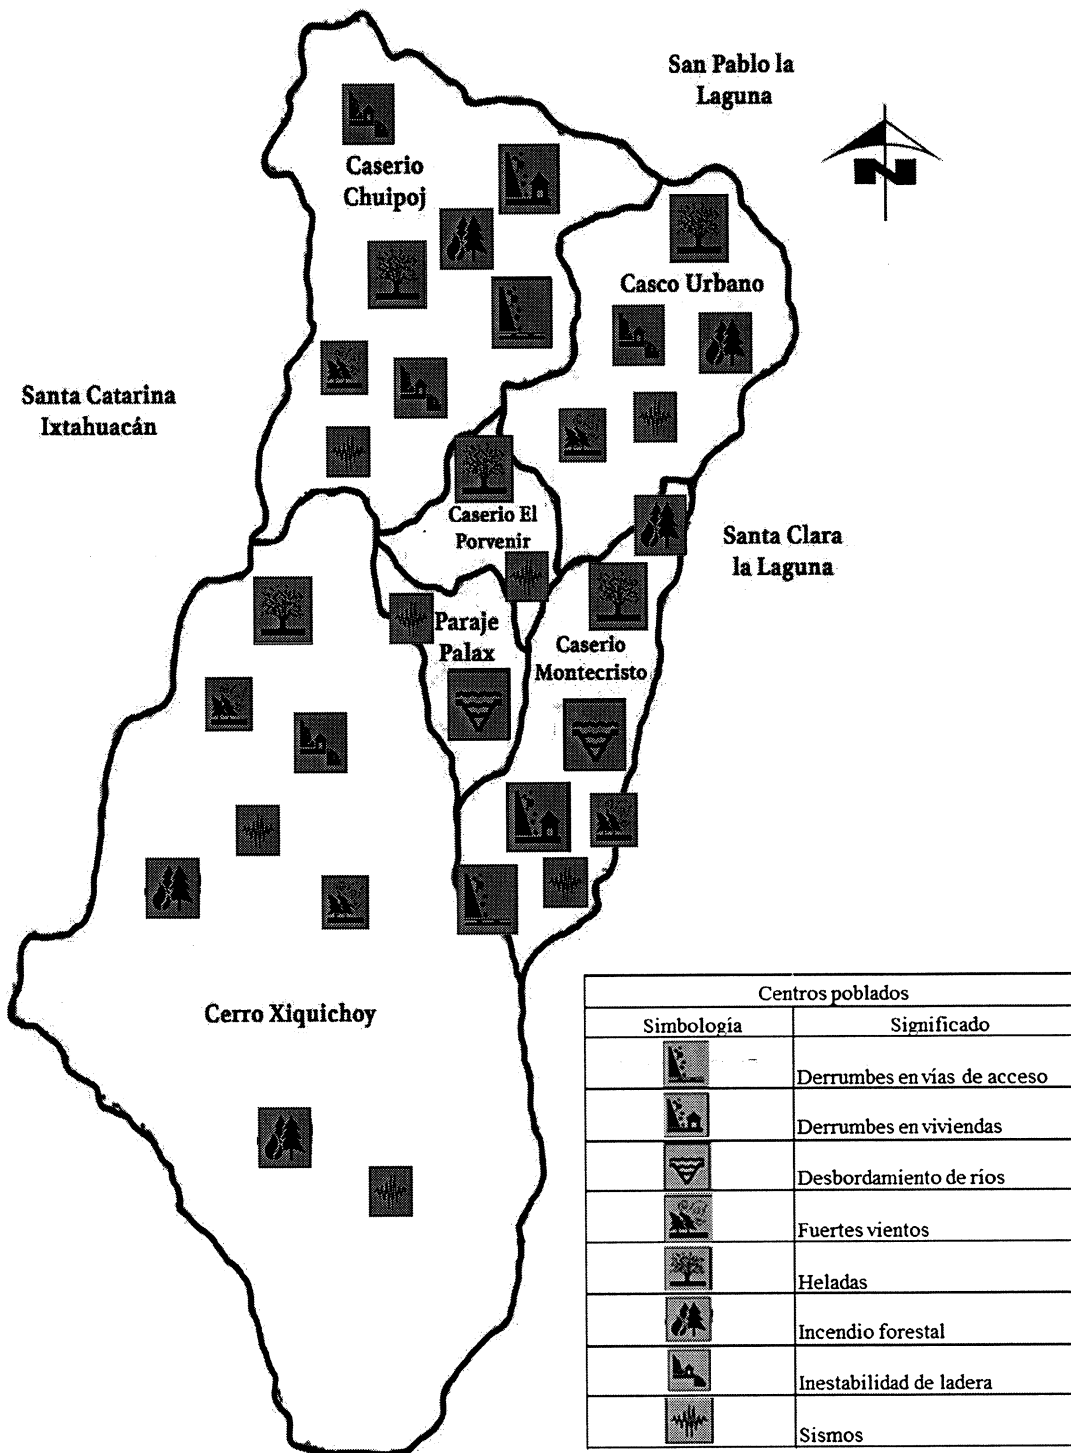 San Pablo la
Laguna
N
Caserio
Chuipoj
Casco Urbano
Santa Catarina
Ixtahuacán
Caserio El
Porvenir
Santa Clara
la Laguna
Paraje
Palax
Caserio
Montecristo
Cerro Xiquichoy
Centros poblados
Simbología Significado
Derrumbes en vías de acceso
Derrumbes en viviendas
Desbordamiento de ríos
Fuertes vientos
Heladas
Incendio forestal
Inestabilidad de ladera
Sismos